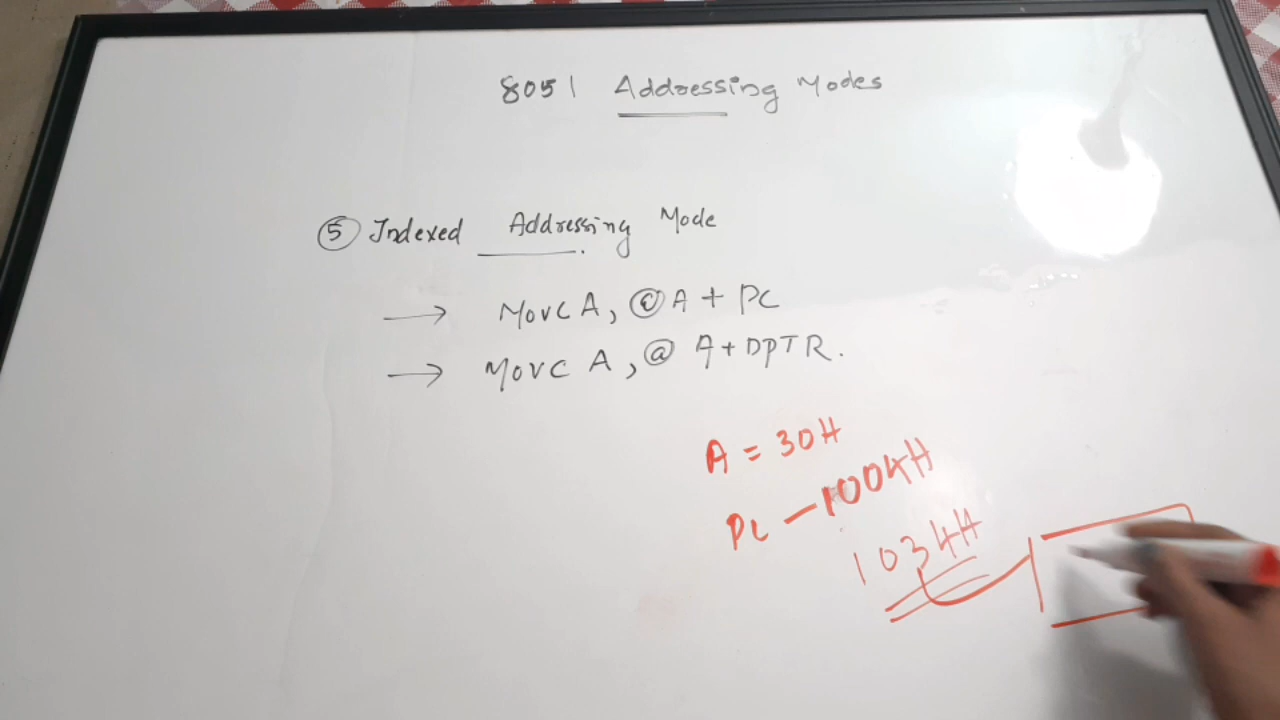 8051 Addressing Modes
⑤ Indexed Addressing Mode
→ MOVC A, @A + PC
→ MOVC A, @ A+DPTR.
A = 30H
PC — 1004H
1034H